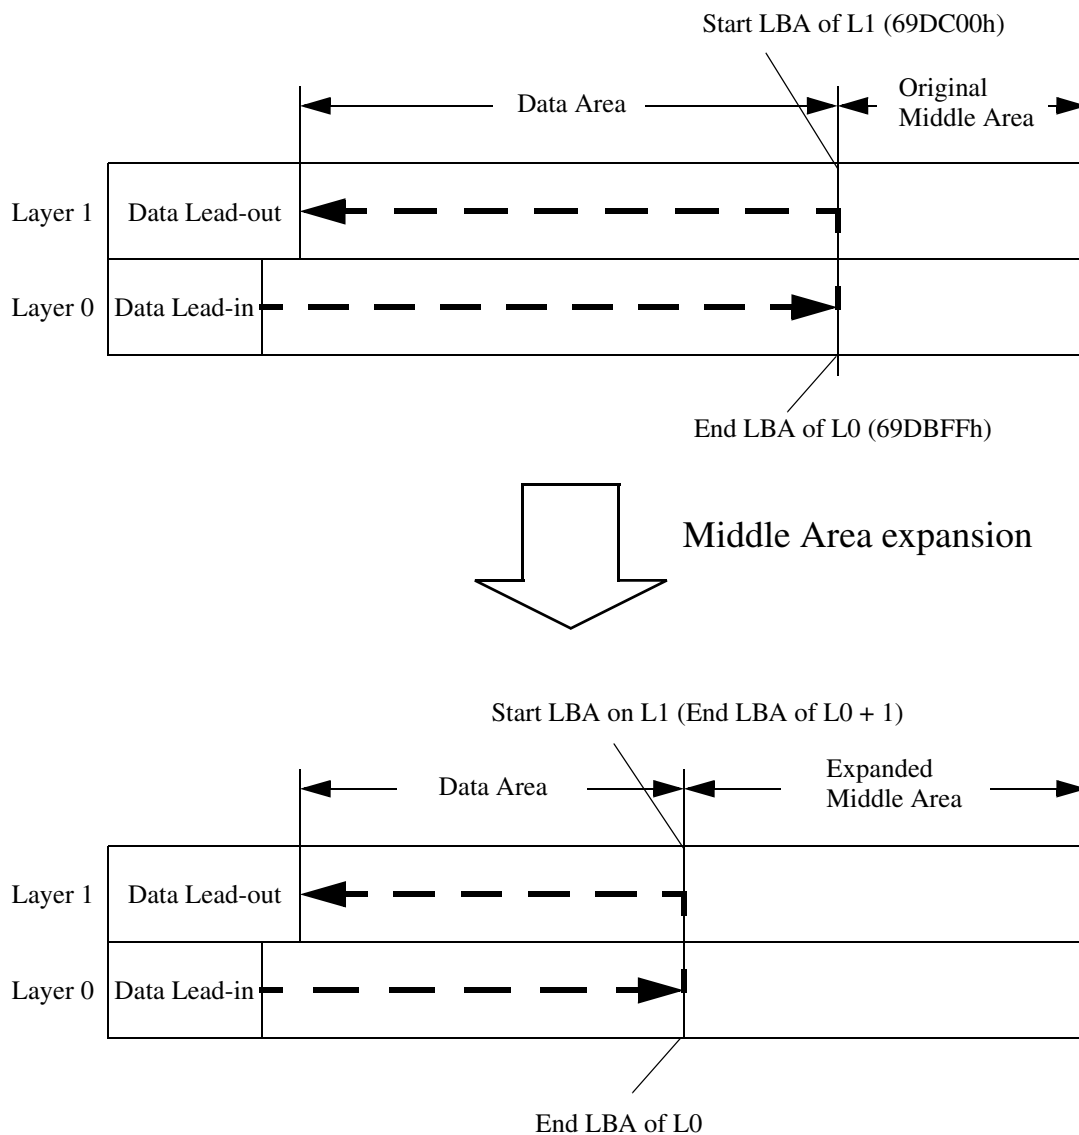 Start LBA of L1 (69DC00h)
Data Area
Original
Middle Area
Layer 1
Data Lead-out
Layer 0
Data Lead-in
End LBA of L0 (69DBFFh)
Middle Area expansion
Start LBA on L1 (End LBA of L0 + 1)
Data Area
Expanded
Middle Area
Layer 1
Data Lead-out
Layer 0
Data Lead-in
End LBA of L0